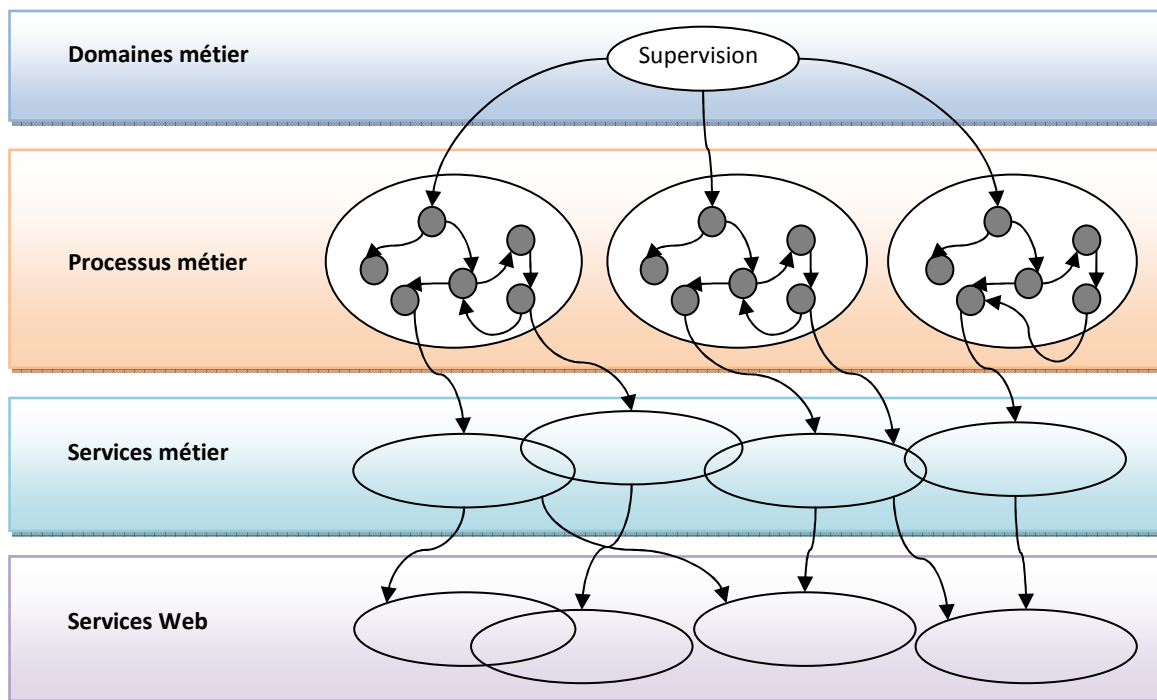 Domaines métier
Supervision
Processus métier
Services métier
Services Web